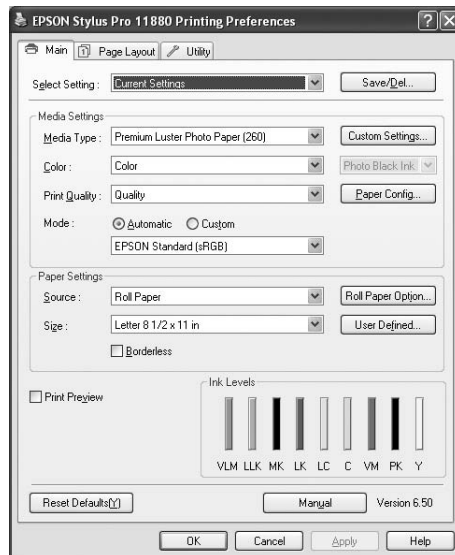 EPSON Stylus Pro 11880 Printing Preferences
Main Page Layout Utility
Select Setting : Current Settings Save/Del...
Media Settings
Media Type : Premium Luster Photo Paper (260) Custom Settings...
Color : Color Photo Black Ink
Print Quality : Quality Paper Config...
Mode : Automatic Custom
EPSON Standard (sRGB)
Paper Settings
Source : Roll Paper Roll Paper Option...
Size : Letter 8 1/2 x 11 in User Defined...
Borderless
Print Preview
Ink Levels
VLM LLK MK LK LC C VM PK Y
Reset Defaults(Y) Manual Version 6.50
OK Cancel Apply Help